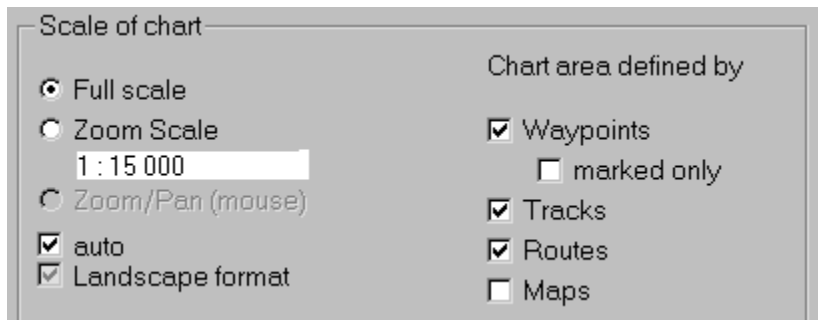 Scale of chart
Full scale
Zoom Scale
1 : 15 000
Zoom/Pan (mouse)
auto
Landscape format
Chart area defined by
Waypoints
marked only
Tracks
Routes
Maps